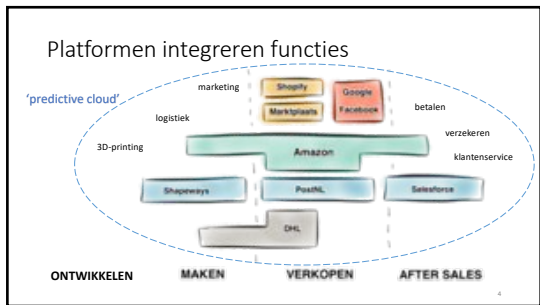 Platformen integreren functies
'predictive cloud'
marketing
Shopify
Google
Facebook
Marktplaats
betalen
logistiek
verzekeren
3D-printing
Amazon
klantenservice
Shapeways
PostNL
Salesforce
DHL
ONTWIKKELEN
MAKEN
VERKOPEN
AFTER SALES
4